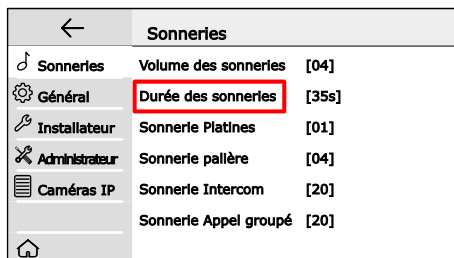 Sonneries
Sonneries
Général
Installateur
Administrateur
Caméras IP
Volume des sonneries [04]
Durée des sonneries [35s]
Sonnerie Platines [01]
Sonnerie palière [04]
Sonnerie Intercom [20]
Sonnerie Appel groupé [20]